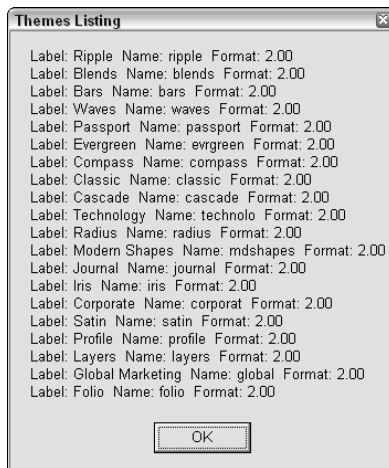 Themes Listing
Label: Ripple Name: ripple Format: 2.00
Label: Blends Name: blends Format: 2.00
Label: Bars Name: bars Format: 2.00
Label: Waves Name: waves Format: 2.00
Label: Passport Name: passport Format: 2.00
Label: Evergreen Name: evrgreen Format: 2.00
Label: Compass Name: compass Format: 2.00
Label: Classic Name: classic Format: 2.00
Label: Cascade Name: cascade Format: 2.00
Label: Technology Name: technolo Format: 2.00
Label: Radius Name: radius Format: 2.00
Label: Modern Shapes Name: mdshapes Format: 2.00
Label: Journal Name: journal Format: 2.00
Label: Iris Name: iris Format: 2.00
Label: Corporate Name: corporat Format: 2.00
Label: Satin Name: satin Format: 2.00
Label: Profile Name: profile Format: 2.00
Label: Layers Name: layers Format: 2.00
Label: Global Marketing Name: global Format: 2.00
Label: Folio Name: folio Format: 2.00
OK